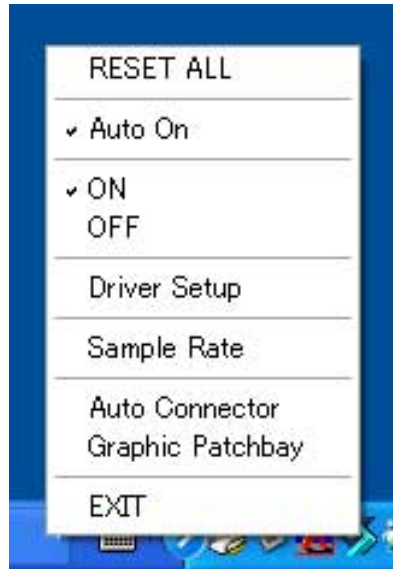 RESET ALL
Auto On
ON
OFF
Driver Setup
Sample Rate
Auto Connector
Graphic Patchbay
EXIT